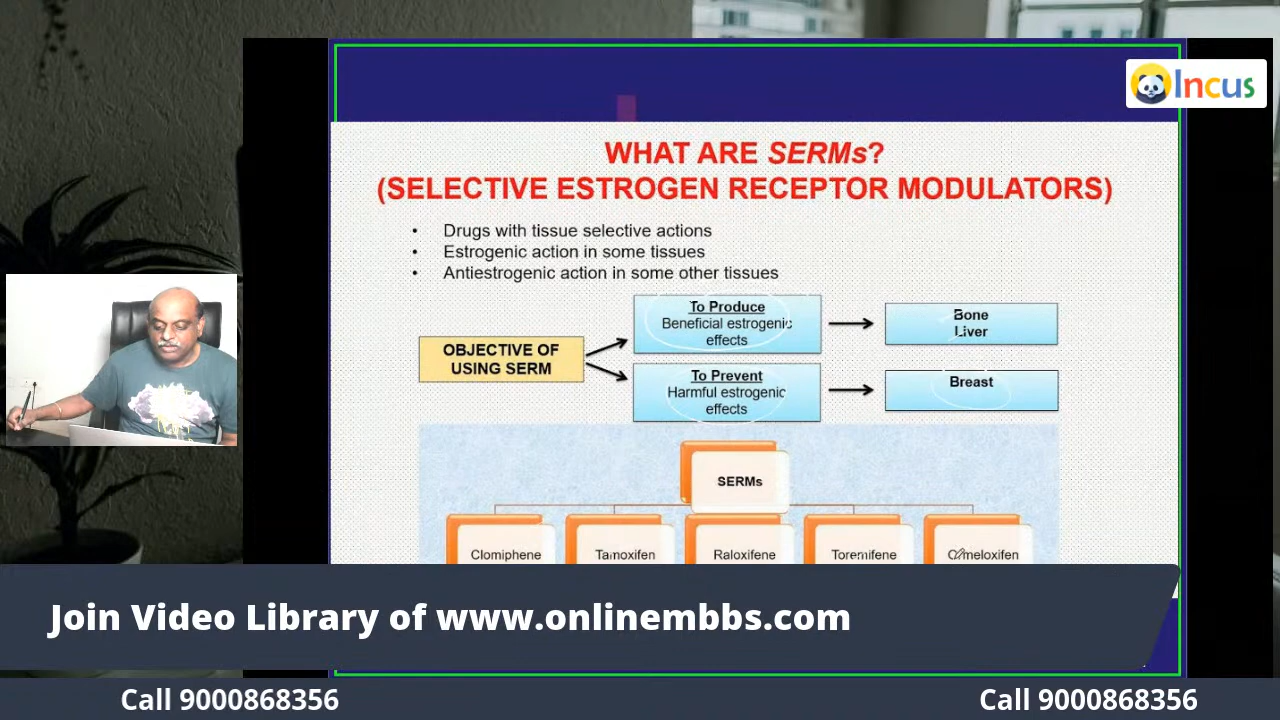 Incus
WHAT ARE SERMs?
(SELECTIVE ESTROGEN RECEPTOR MODULATORS)
• Drugs with tissue selective actions
• Estrogenic action in some tissues
• Antiestrogenic action in some other tissues
OBJECTIVE OF
USING SERM
To Produce
Beneficial estrogenic
effects
Bone
Liver
To Prevent
Harmful estrogenic
effects
Breast
SERMs
Clomiphene
Tamoxifen
Raloxifene
Toremifene
Ormeloxifen
Join Video Library of www.onlinembbs.com
Call 9000868356
Call 9000868356